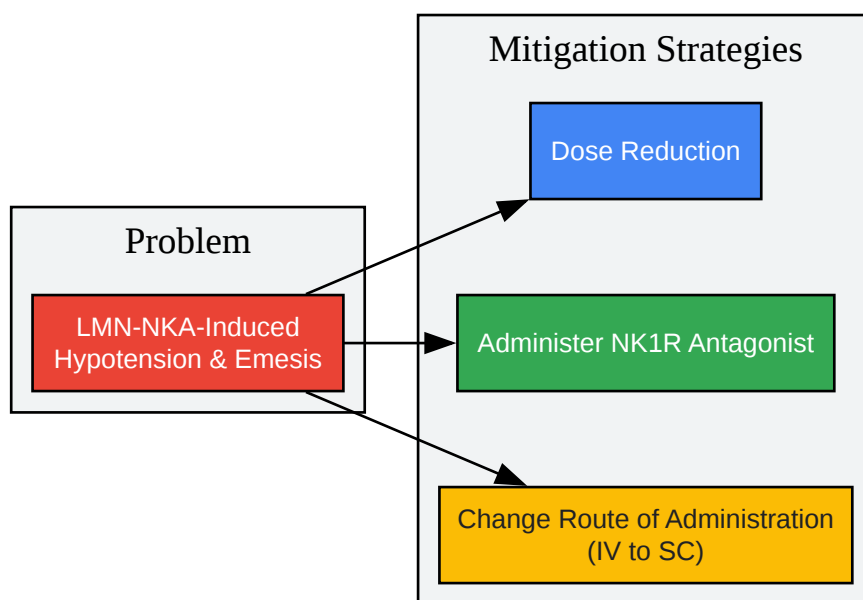 Mitigation Strategies
Dose Reduction
Problem
LMN-NKA-Induced
Hypotension & Emesis
Administer NK1R Antagonist
Change Route of Administration
(IV to SC)